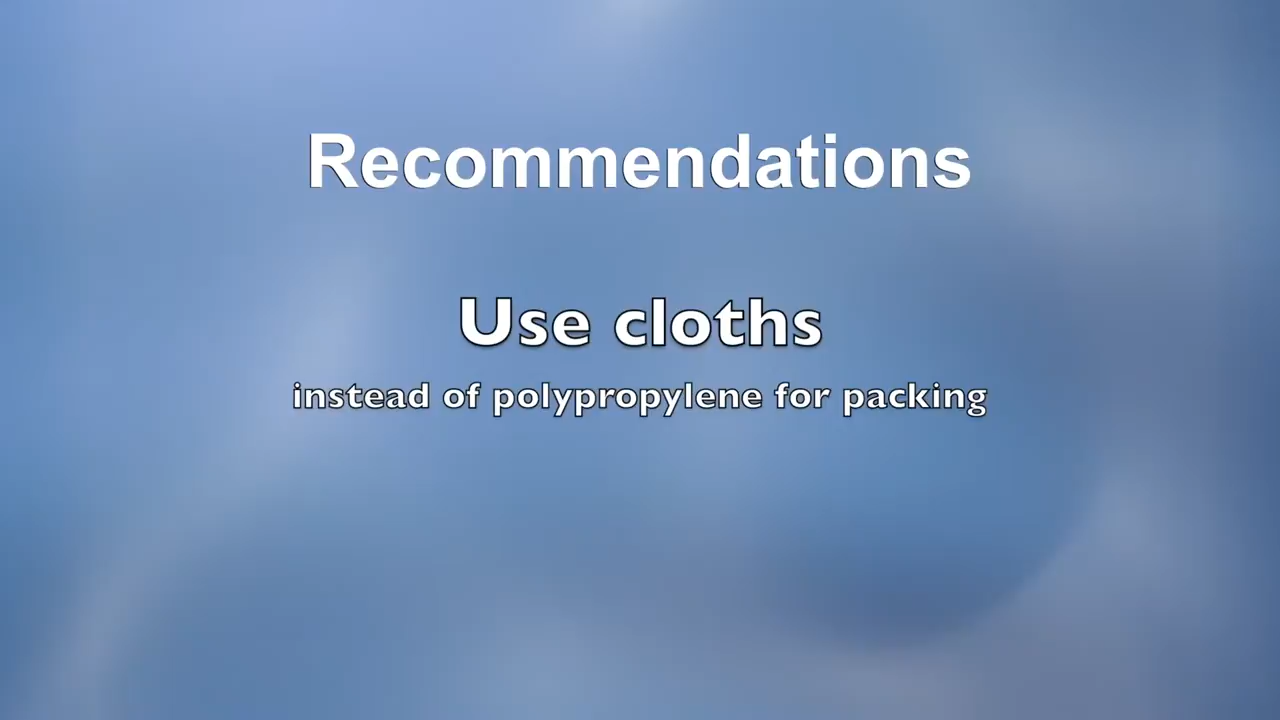 Recommendations
Use cloths
instead of polypropylene for packing